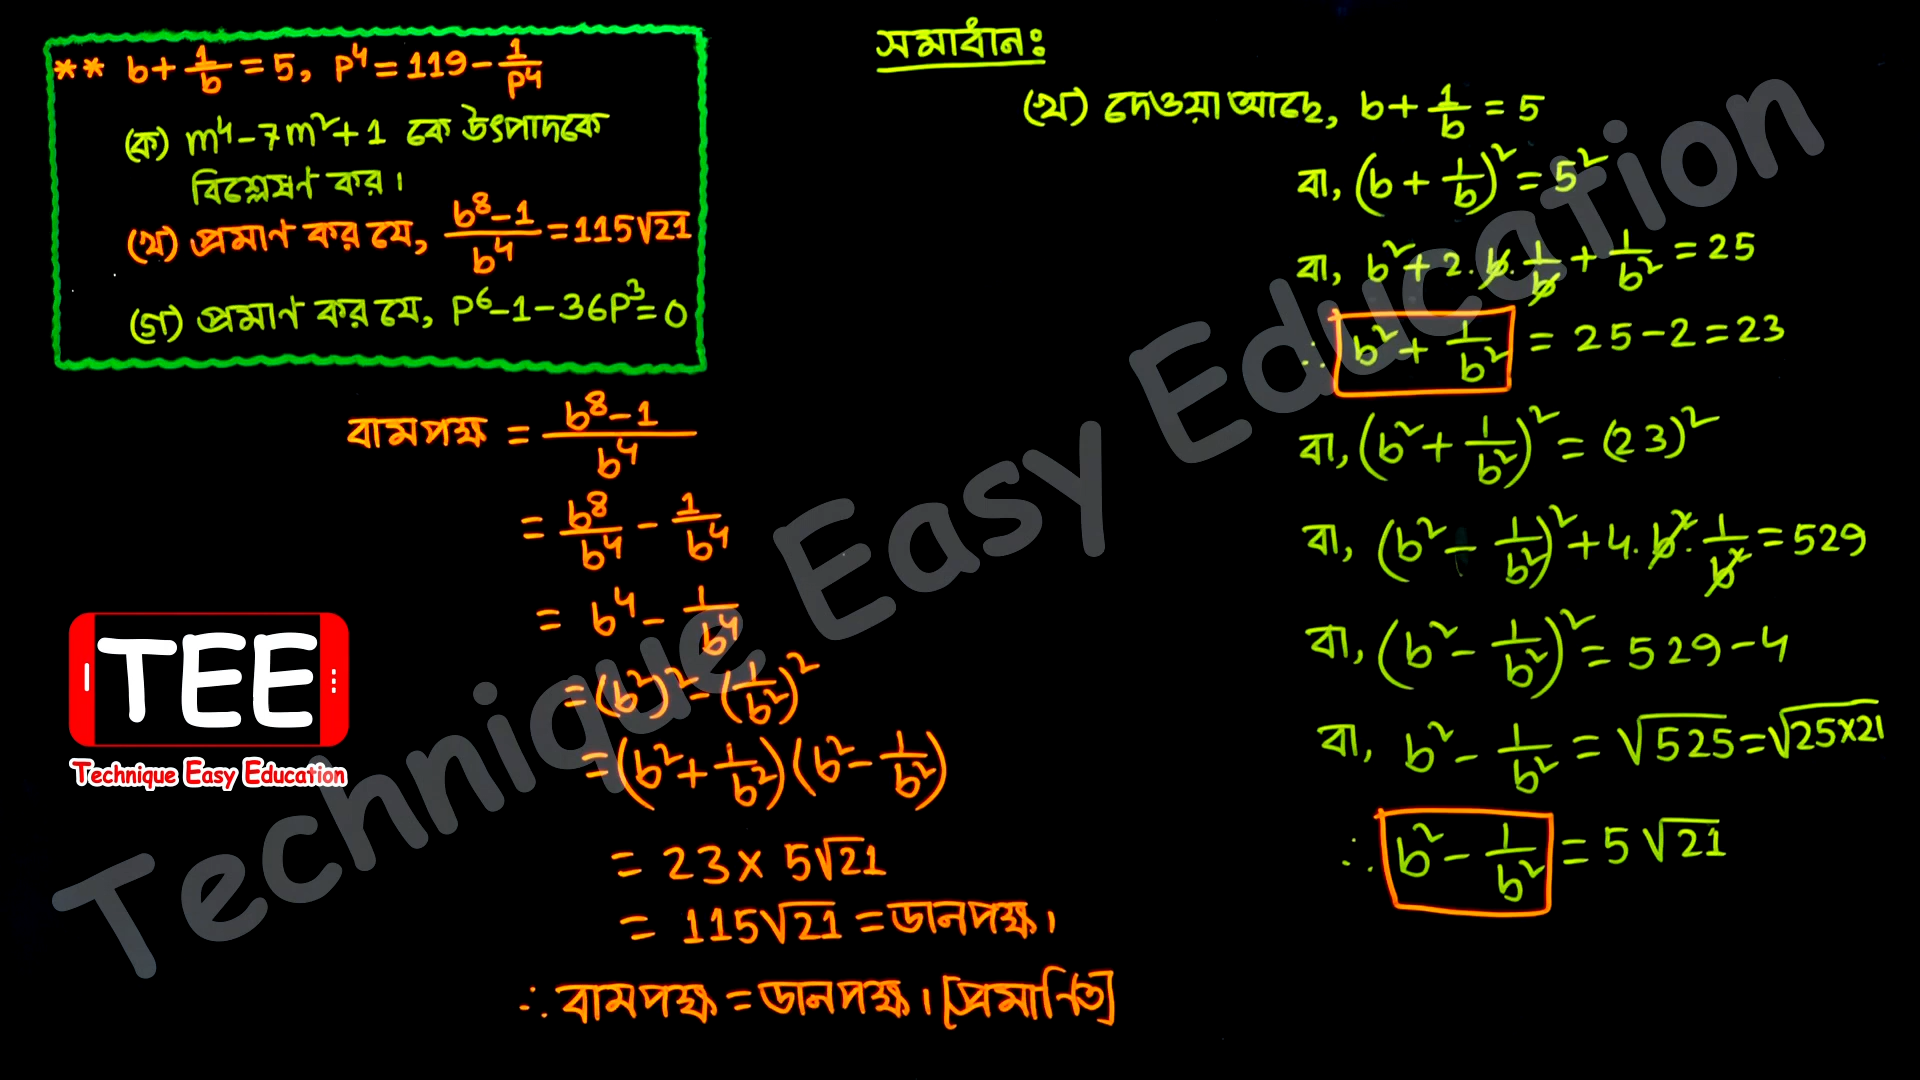 ** b + 1/b = 5, P⁴ = 119 - 1/P⁴
(ক) m⁴ - 7m² + 1 কে উৎপাদকে
বিশ্লেষণ কর।
(খ) প্রমাণ কর যে, (b⁸ - 1)/b⁴ = 115√21
(গ) প্রমাণ কর যে, P⁶ - 1 - 36P³ = 0
বামপক্ষ = (b⁸ - 1)/b⁴
= b⁸/b⁴ - 1/b⁴
= b⁴ - 1/b⁴
= (b²)² - (1/b²)²
= (b² + 1/b²)(b² - 1/b²)
= 23 × 5√21
= 115√21 = ডানপক্ষ।
∴ বামপক্ষ = ডানপক্ষ। [প্রমাণিত]
সমাধান:
(খ) দেওয়া আছে, b + 1/b = 5
বা, (b + 1/b)² = 5²
বা, b² + 2.b.1/b + 1/b² = 25
∴ b² + 1/b² = 25 - 2 = 23
বা, (b² + 1/b²)² = (23)²
বা, (b² - 1/b²)² + 4.b².1/b² = 529
বা, (b² - 1/b²)² = 529 - 4
বা, b² - 1/b² = √525 = √25×21
∴ b² - 1/b² = 5√21
TEE
Technique Easy Education
Technique Easy Education